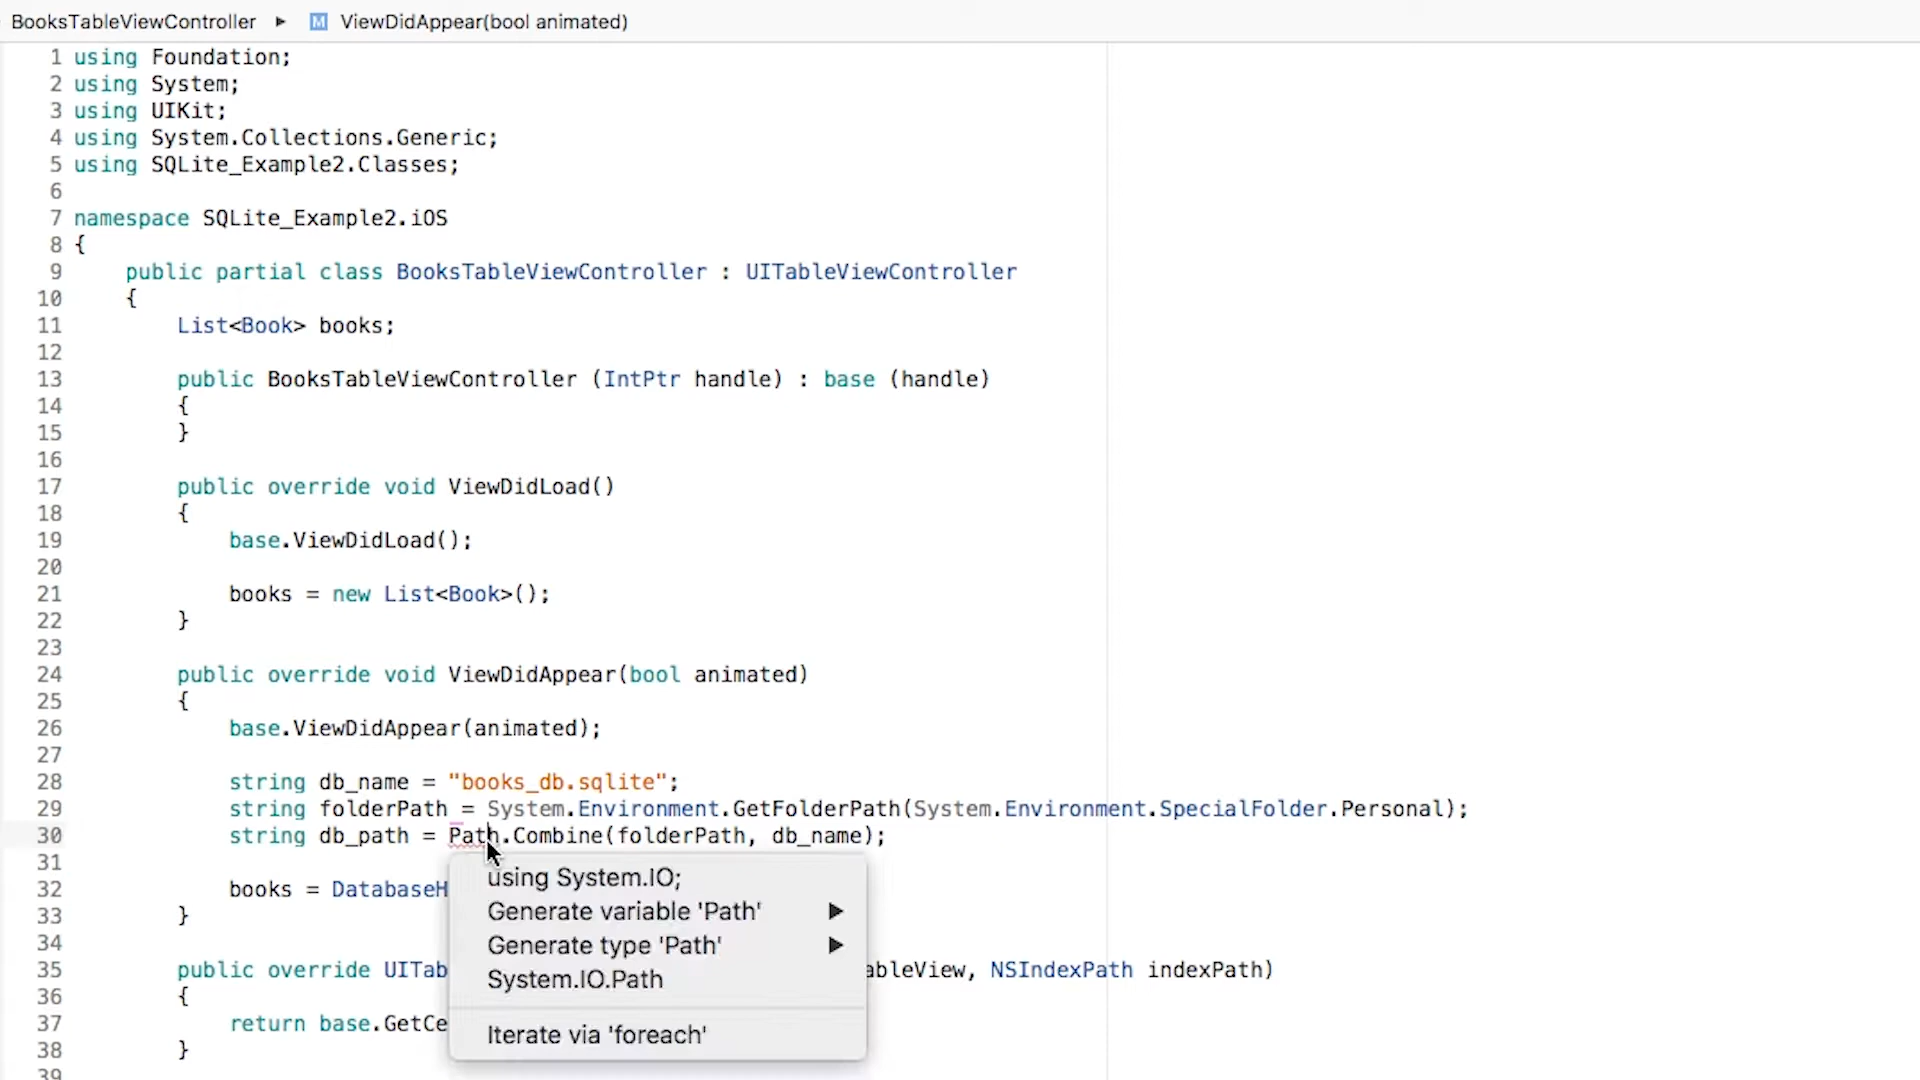 BooksTableViewController ▶ M ViewDidAppear(bool animated)
1 using Foundation;
2 using System;
3 using UIKit;
4 using System.Collections.Generic;
5 using SQLite_Example2.Classes;
6
7 namespace SQLite_Example2.iOS
8 {
9 public partial class BooksTableViewController : UITableViewController
10 {
11 List<Book> books;
12
13 public BooksTableViewController (IntPtr handle) : base (handle)
14 {
15 }
16
17 public override void ViewDidLoad()
18 {
19 base.ViewDidLoad();
20
21 books = new List<Book>();
22 }
23
24 public override void ViewDidAppear(bool animated)
25 {
26 base.ViewDidAppear(animated);
27
28 string db_name = "books_db.sqlite";
29 string folderPath = System.Environment.GetFolderPath(System.Environment.SpecialFolder.Personal);
30 string db_path = Path.Combine(folderPath, db_name);
31
32 books = DatabaseH
33 }
34
35 public override UITab ableView, NSIndexPath indexPath)
36 {
37 return base.GetCe
38 }
39
using System.IO;
Generate variable 'Path' ▶
Generate type 'Path' ▶
System.IO.Path
Iterate via 'foreach'